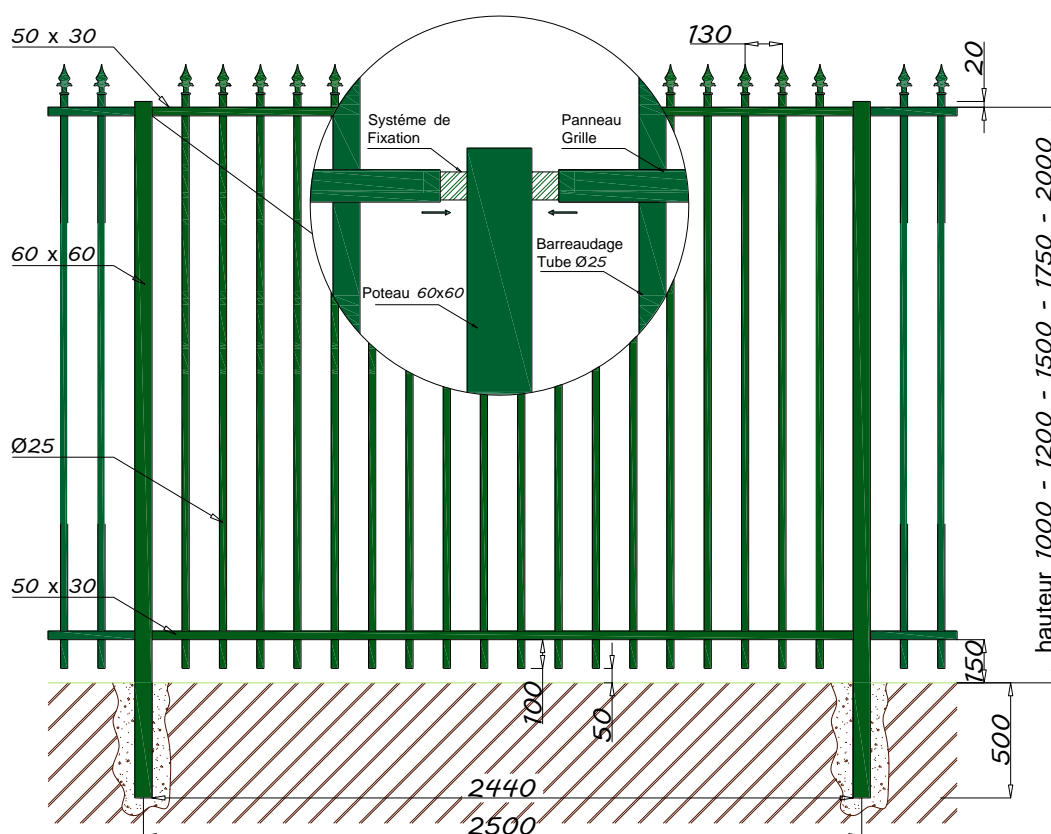 50 x 30
130
20
Systéme de
Fixation
Panneau
Grille
60 x 60
Barreaudage
Tube Ø25
Poteau 60x60
hauteur 1000 - 1200 - 1500 - 1750 - 2000
Ø25
50 x 30
150
100
50
500
2440
2500